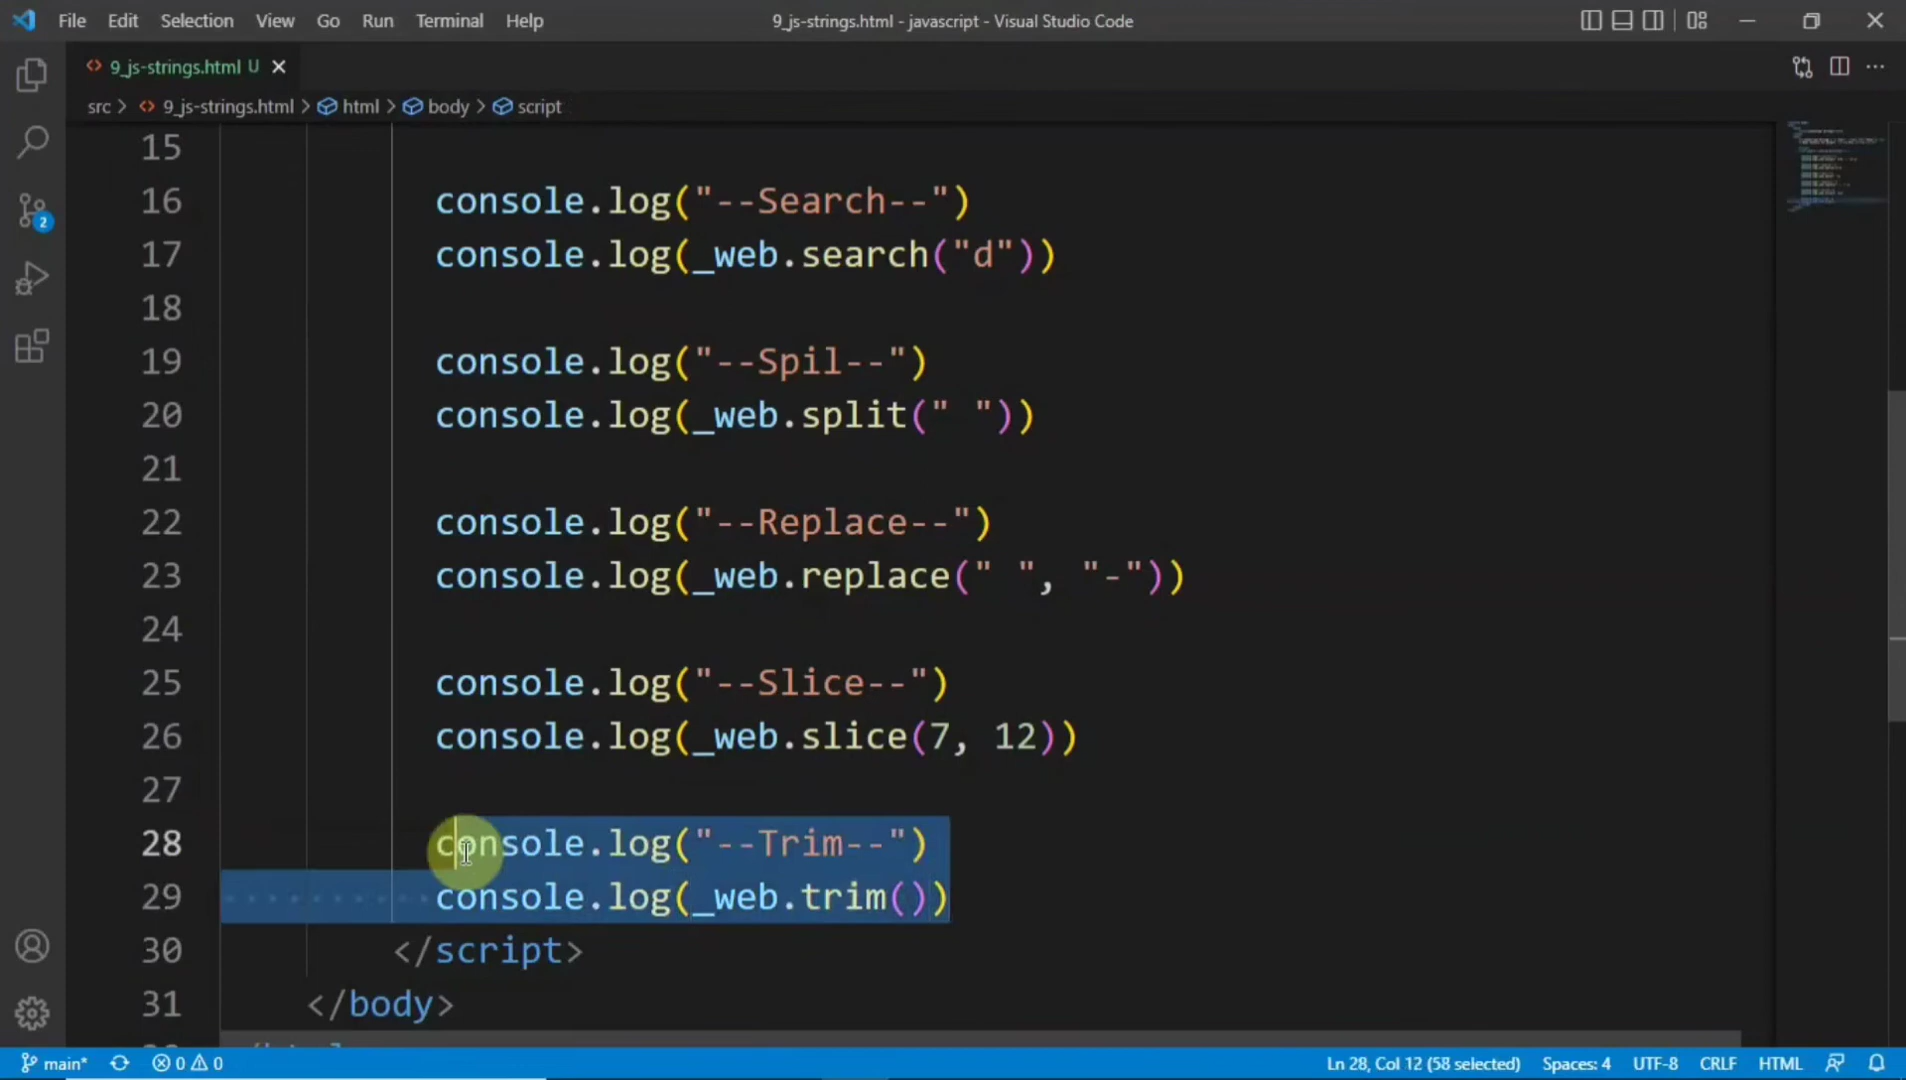 File Edit Selection View Go Run Terminal Help 9_js-strings.html - javascript - Visual Studio Code
9_js-strings.html U
src > 9_js-strings.html > html > body > script
15
16 console.log("--Search--")
17 console.log(_web.search("d"))
18
19 console.log("--Spil--")
20 console.log(_web.split(" "))
21
22 console.log("--Replace--")
23 console.log(_web.replace(" ", "-"))
24
25 console.log("--Slice--")
26 console.log(_web.slice(7, 12))
27
28 console.log("--Trim--")
29 console.log(_web.trim())
30 </script>
31 </body>
2
main* 0 0 Ln 28, Col 12 (58 selected) Spaces: 4 UTF-8 CRLF HTML